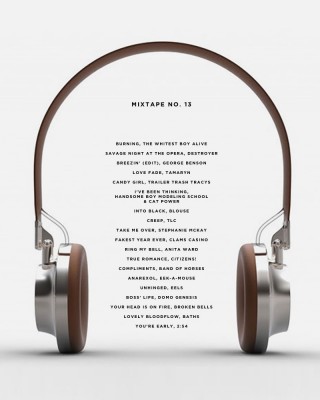 MIXTAPE NO. 13
BURNING, THE WHITEST BOY ALIVE
SAVAGE NIGHT AT THE OPERA, DESTROYER
BREEZIN' (EDIT), GEORGE BENSON
LOVE FADE, TAMARYN
CANDY GIRL, TRAILER TRASH TRACYS
I'VE BEEN THINKING,
HANDSOME BOY MODELING SCHOOL
& CAT POWER
INTO BLACK, BLOUSE
CREEP, TLC
TAKE ME OVER, STEPHANIE MCKAY
FAKEST YEAR EVER, CLAMS CASINO
RING MY BELL, ANITA WARD
TRUE ROMANCE, CITIZENS!
COMPLIMENTS, BAND OF HORSES
ANAREXOL, EEK-A-MOUSE
UNHINGED, EELS
BOSS' LIPS, DOMO GENESIS
YOUR HEAD IS ON FIRE, BROKEN BELLS
LOVELY BLOODFLOW, BATHS
YOU'RE EARLY, 2:54